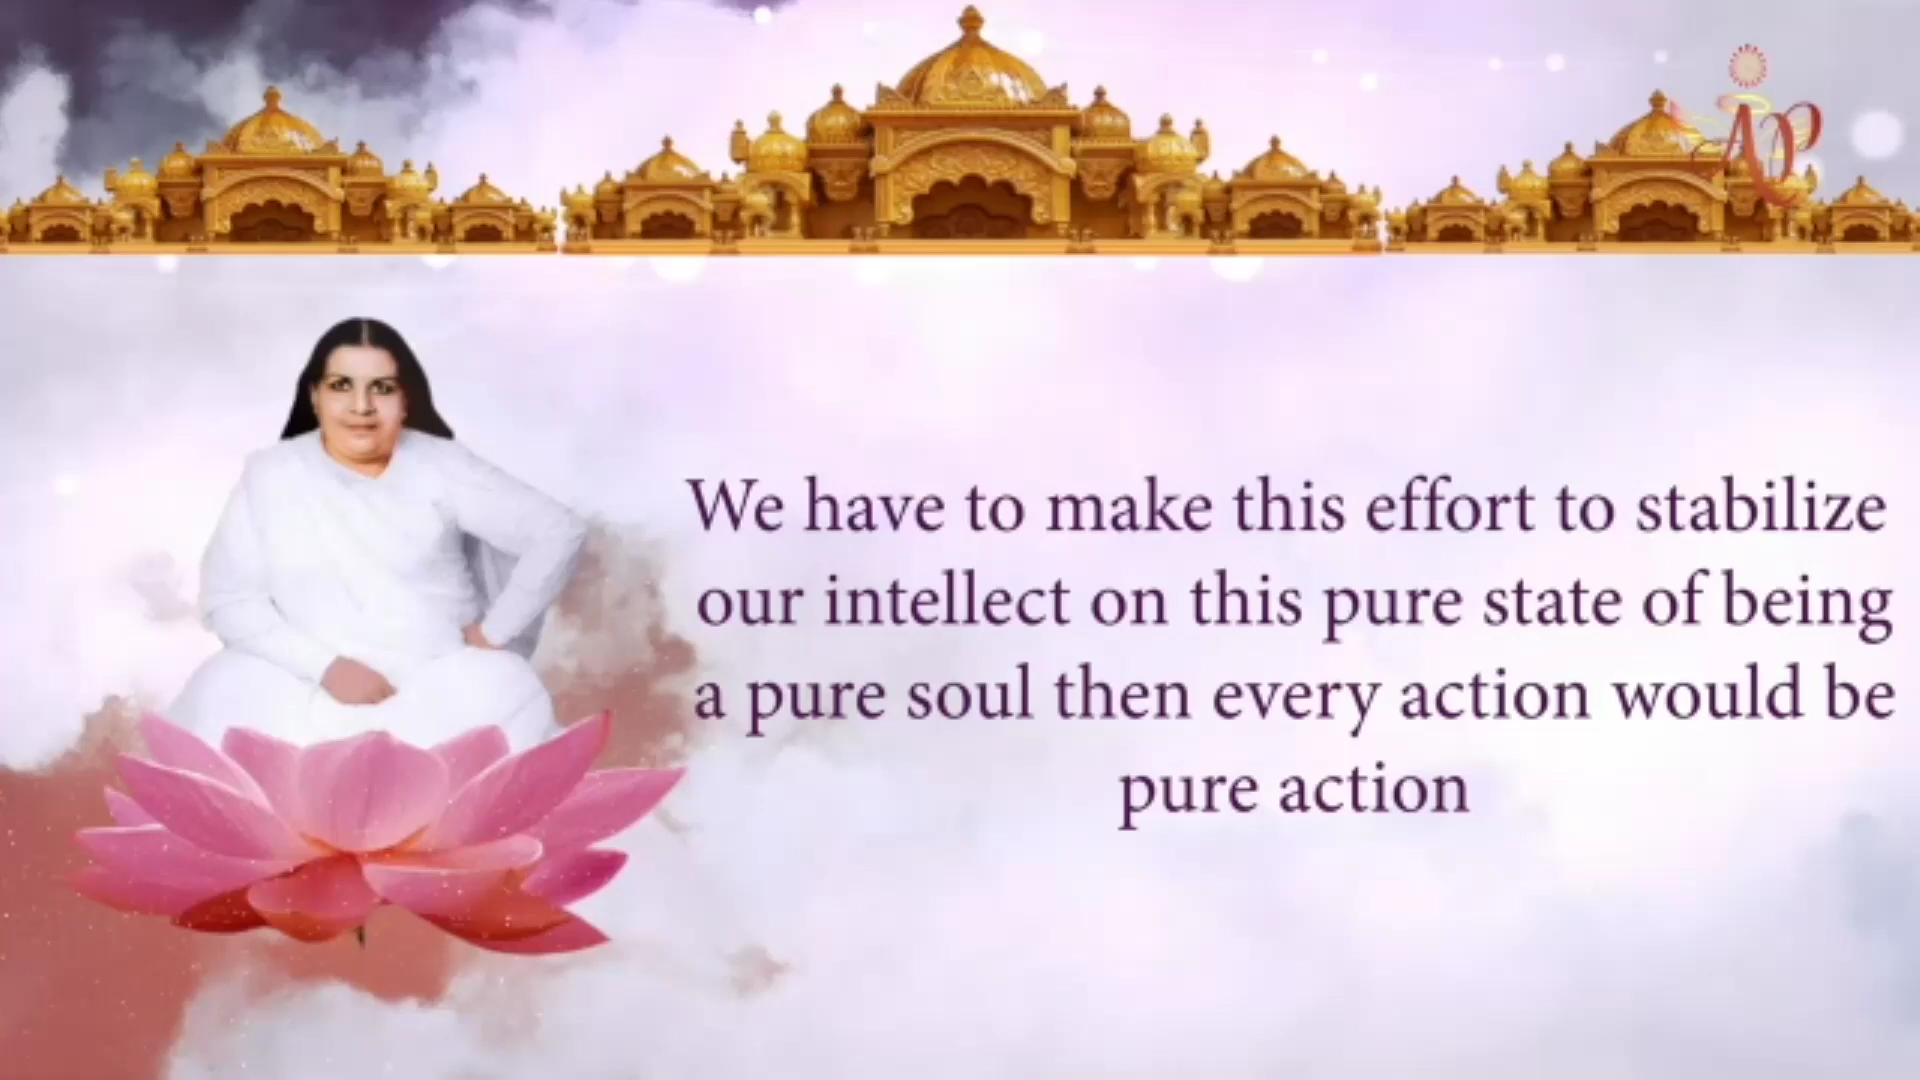 AP
We have to make this effort to stabilize
our intellect on this pure state of being
a pure soul then every action would be
pure action